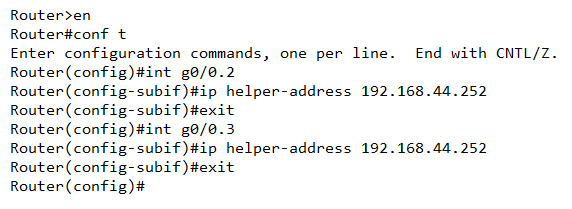 Router>en
Router#conf t
Enter configuration commands, one per line.  End with CNTL/Z.
Router(config)#int g0/0.2
Router(config-subif)#ip helper-address 192.168.44.252
Router(config-subif)#exit
Router(config)#int g0/0.3
Router(config-subif)#ip helper-address 192.168.44.252
Router(config-subif)#exit
Router(config)#